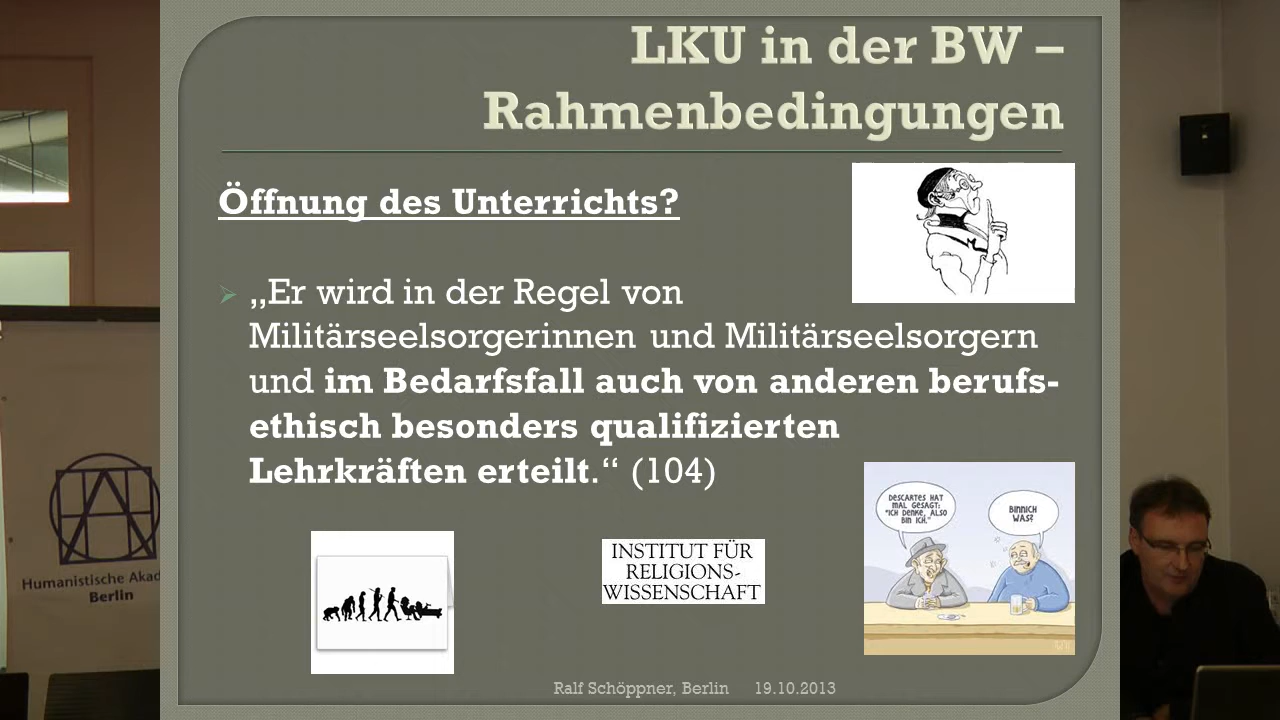 LKU in der BW –
Rahmenbedingungen
Öffnung des Unterrichts?
„Er wird in der Regel von
Militärseelsorgerinnen und Militärseelsorgern
und im Bedarfsfall auch von anderen berufs-
ethisch besonders qualifizierten
Lehrkräften erteilt.“ (104)
DESCARTES HAT
MAL GESAGT:
"ICH DENKE, ALSO
BIN ICH."
BINNICH
WAS?
INSTITUT FÜR
RELIGIONS-
WISSENSCHAFT
Humanistische Akad
Berlin
Ralf Schöppner, Berlin 19.10.2013